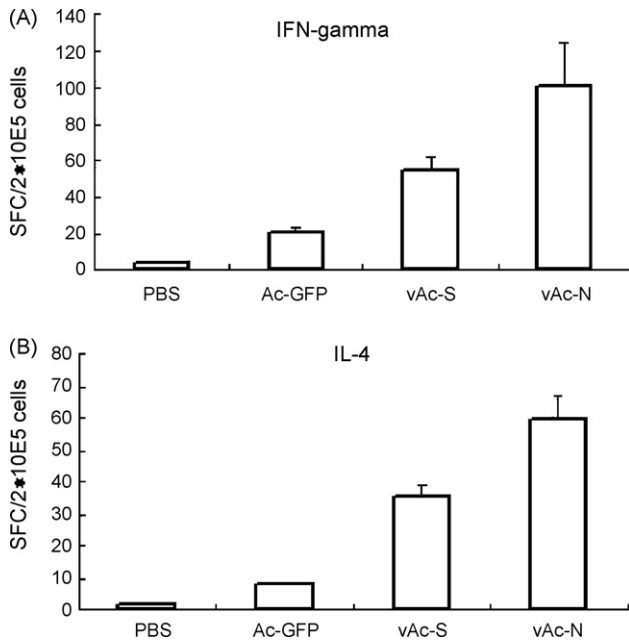 (A)
IFN-gamma
SFC/2*10E5 cells
140
120
100
80
60
40
20
0
PBS Ac-GFP vAc-S vAc-N
(B)
IL-4
SFC/2*10E5 cells
80
70
60
50
40
30
20
10
0
PBS Ac-GFP vAc-S vAc-N